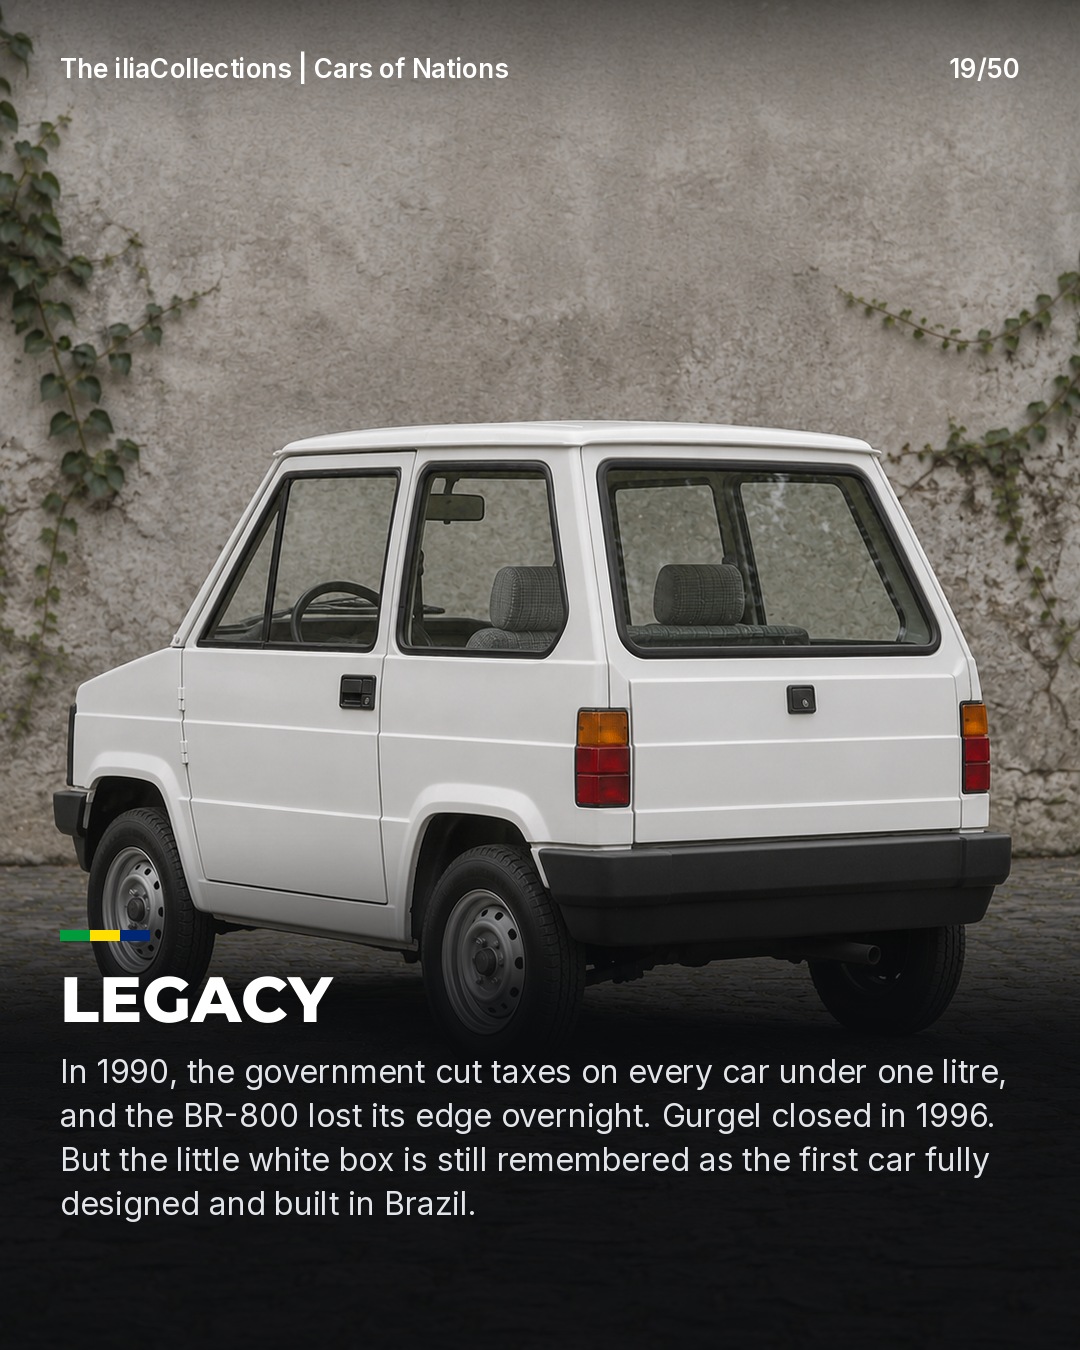 The iliaCollections | Cars of Nations
19/50
LEGACY
In 1990, the government cut taxes on every car under one litre,
and the BR-800 lost its edge overnight. Gurgel closed in 1996.
But the little white box is still remembered as the first car fully
designed and built in Brazil.